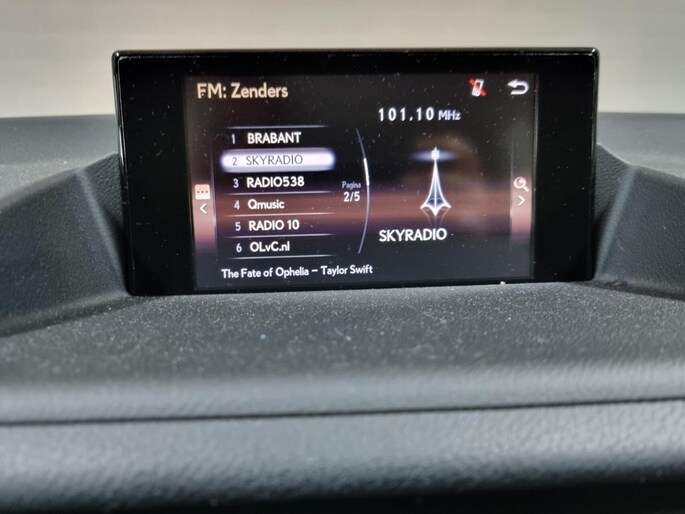 FM: Zenders
101.10 MHz
1 BRABANT
2 SKYRADIO
3 RADIO538
4 Qmusic
5 RADIO 10
6 OLvC.nl
Pagina
2/5
SKYRADIO
The Fate of Ophelia – Taylor Swift